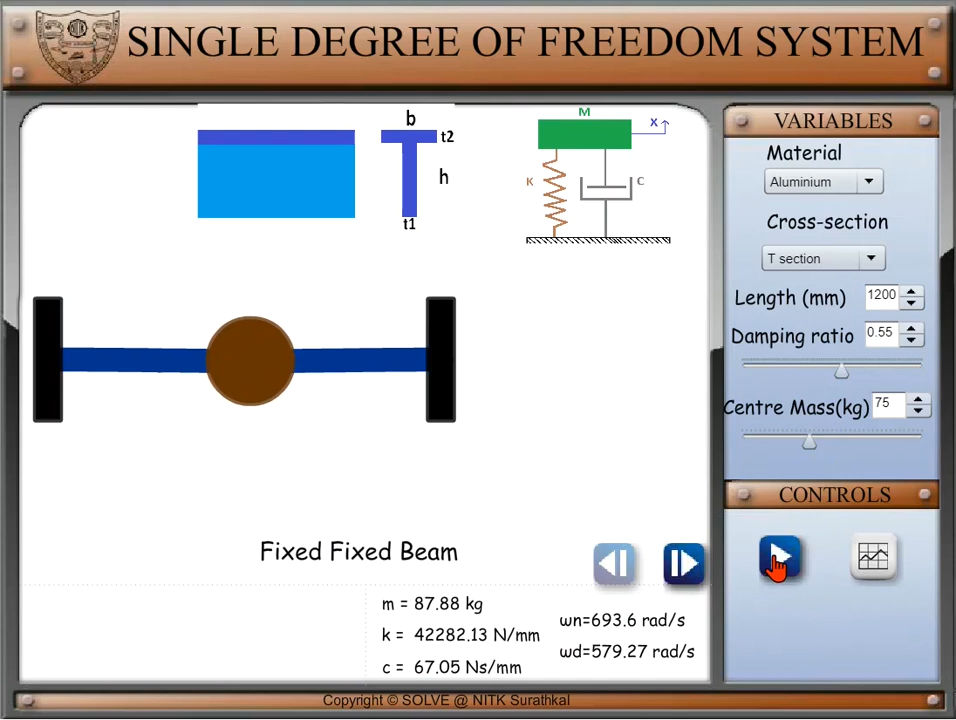 SINGLE DEGREE OF FREEDOM SYSTEM
b
t2
h
t1
M
X
K
C
VARIABLES
Material
Aluminium
Cross-section
T section
Length (mm) 1200
Damping ratio 0.55
Centre Mass(kg) 75
CONTROLS
Fixed Fixed Beam
m = 87.88 kg
k = 42282.13 N/mm
c = 67.05 Ns/mm
ωn=693.6 rad/s
ωd=579.27 rad/s
Copyright © SOLVE @ NITK Surathkal